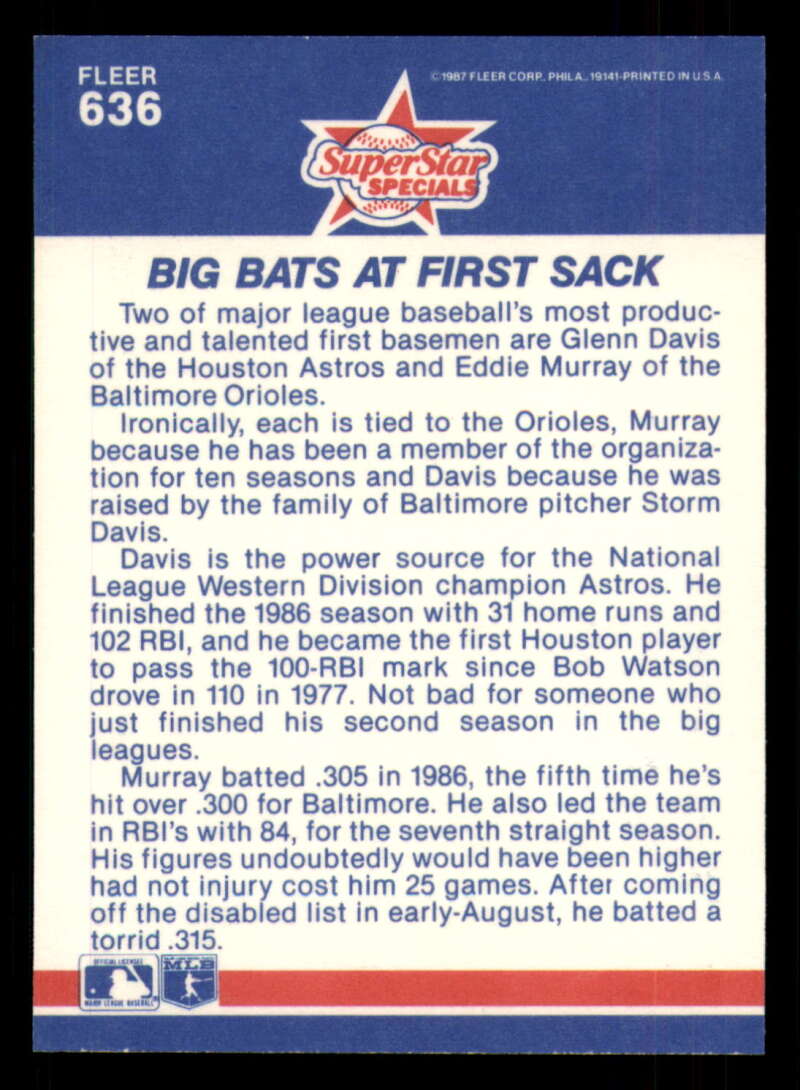 FLEER
636
©1987 FLEER CORP., PHILA., 19141-PRINTED IN U.S.A.
SuperStar
SPECIALS
BIG BATS AT FIRST SACK
Two of major league baseball's most produc-
tive and talented first basemen are Glenn Davis
of the Houston Astros and Eddie Murray of the
Baltimore Orioles.
Ironically, each is tied to the Orioles, Murray
because he has been a member of the organiza-
tion for ten seasons and Davis because he was
raised by the family of Baltimore pitcher Storm
Davis.
Davis is the power source for the National
League Western Division champion Astros. He
finished the 1986 season with 31 home runs and
102 RBI, and he became the first Houston player
to pass the 100-RBI mark since Bob Watson
drove in 110 in 1977. Not bad for someone who
just finished his second season in the big
leagues.
Murray batted .305 in 1986, the fifth time he's
hit over .300 for Baltimore. He also led the team
in RBI's with 84, for the seventh straight season.
His figures undoubtedly would have been higher
had not injury cost him 25 games. After coming
off the disabled list in early-August, he batted a
torrid .315.
OFFICIAL LICENSEE
MAJOR LEAGUE BASEBALL
MLB